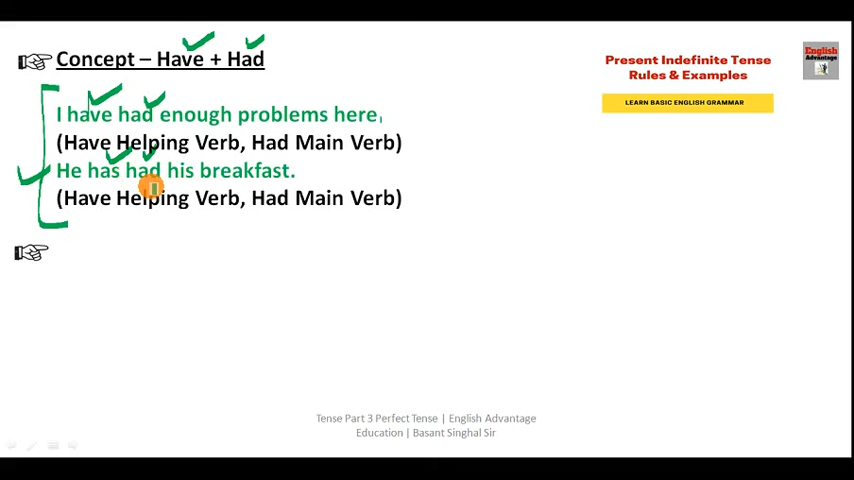 Concept – Have + Had
I have had enough problems here,
(Have Helping Verb, Had Main Verb)
He has had his breakfast.
(Have Helping Verb, Had Main Verb)
Present Indefinite Tense
Rules & Examples
LEARN BASIC ENGLISH GRAMMAR
English
Advantage
Tense Part 3 Perfect Tense | English Advantage
Education | Basant Singhal Sir